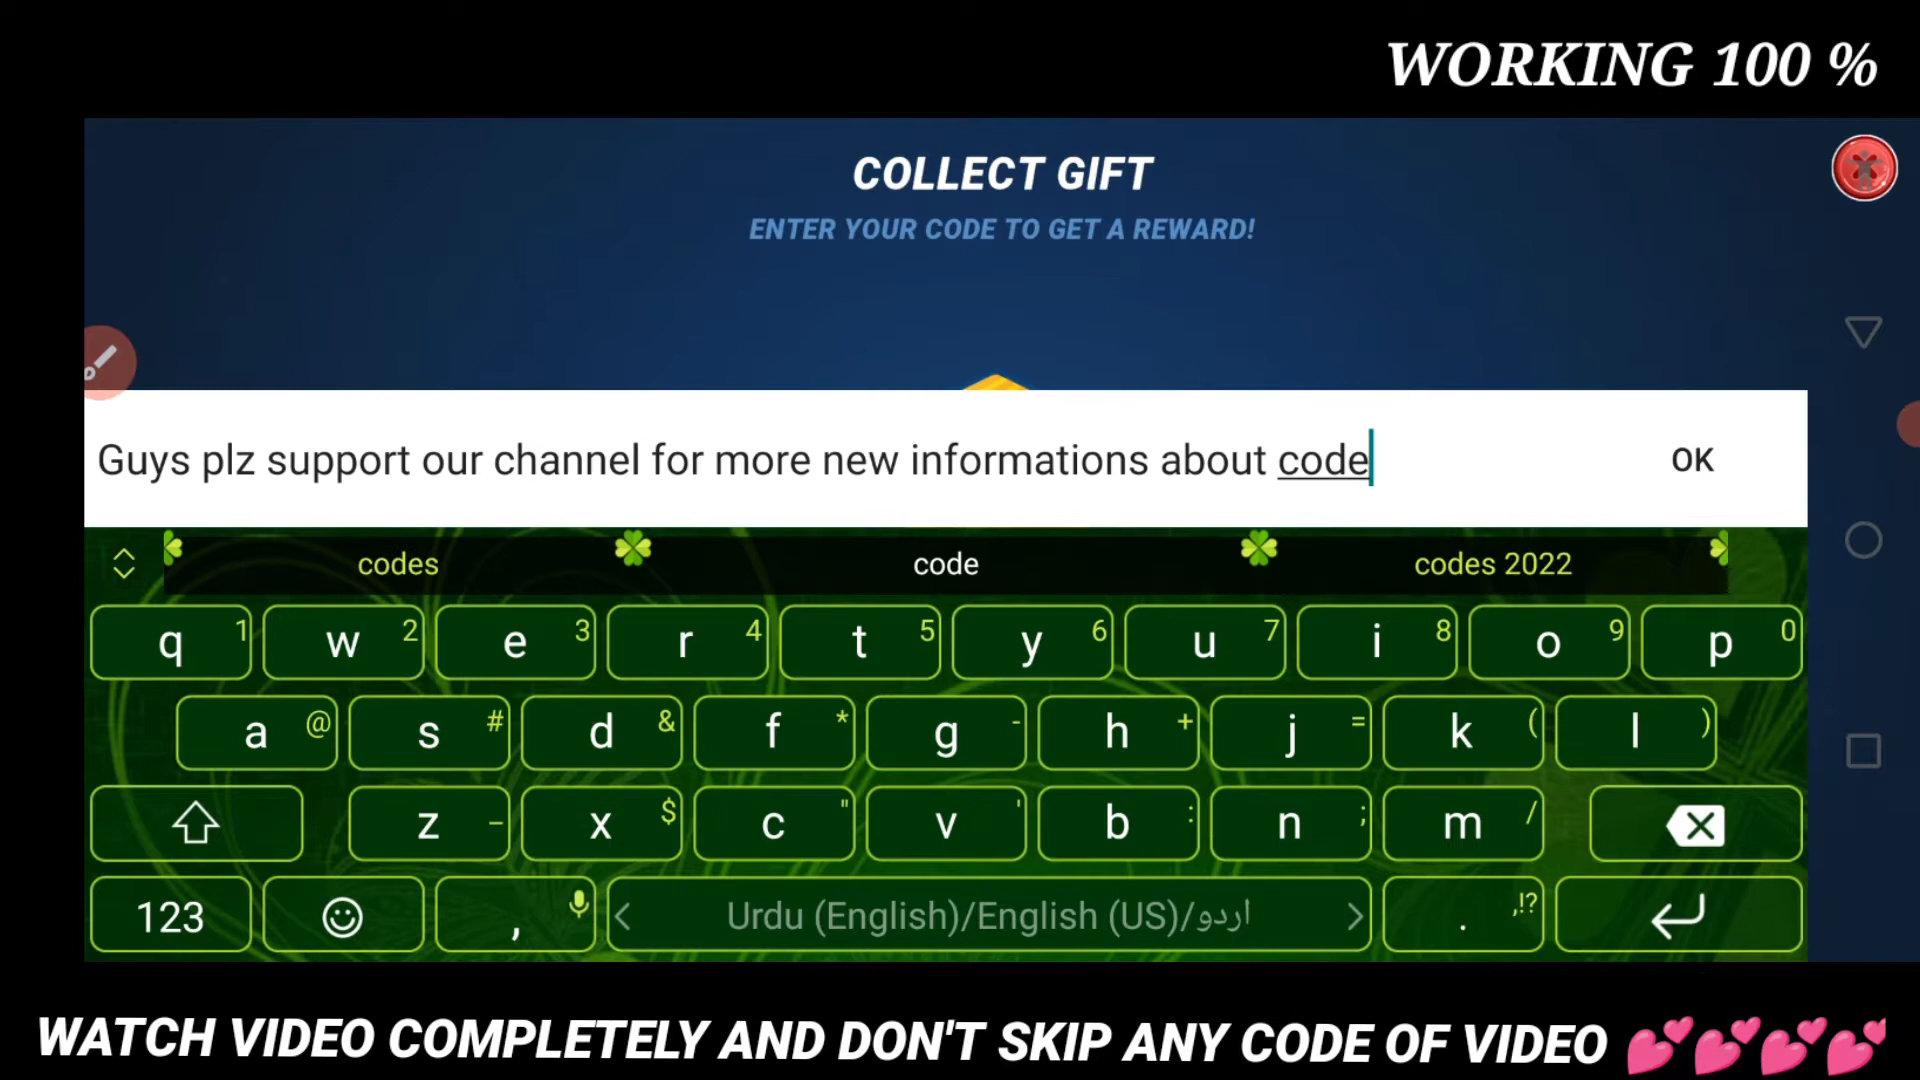 WORKING 100 %
COLLECT GIFT
ENTER YOUR CODE TO GET A REWARD!
Guys plz support our channel for more new informations about code OK
codes code codes 2022
q 1 w 2 e 3 r 4 t 5 y 6 u 7 i 8 o 9 p 0
a @ s # d & f * g - h + j = k ( l )
z _ x $ c " v ' b : n ; m /
123 , < Urdu (English)/English (US)/اردو > . ,!?
WATCH VIDEO COMPLETELY AND DON'T SKIP ANY CODE OF VIDEO 💕💕💕💕